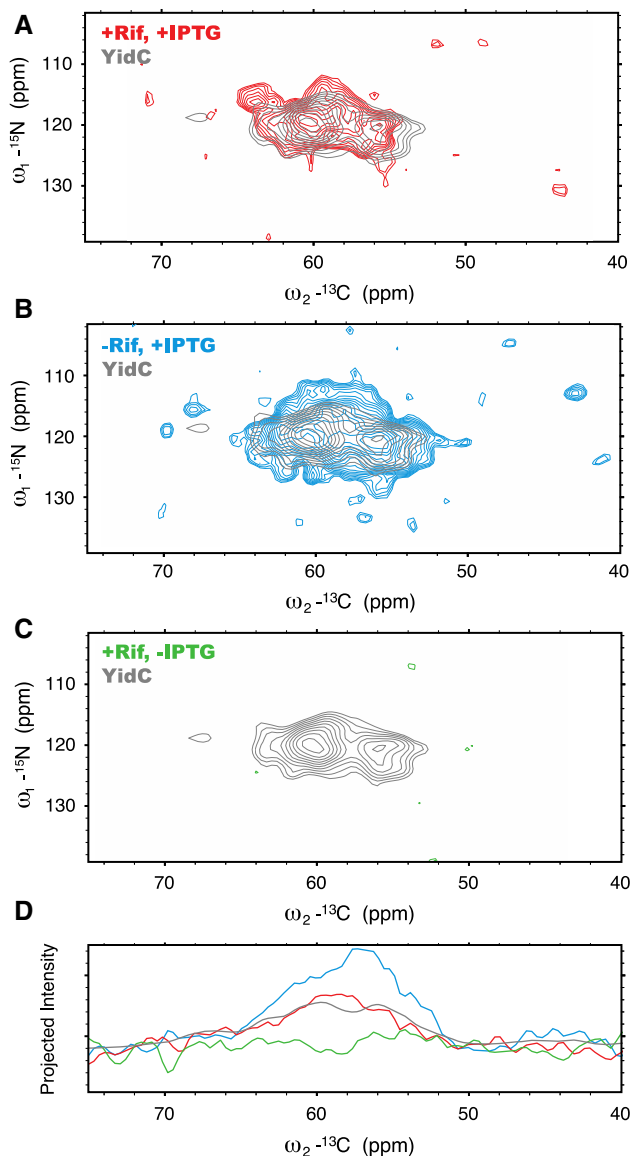 A
+Rif, +IPTG
YidC
110
120
130
ω₁ -¹⁵N (ppm)
70
60
50
40
ω₂ -¹³C (ppm)
B
-Rif, +IPTG
YidC
110
120
130
ω₁ -¹⁵N (ppm)
70
60
50
40
ω₂ -¹³C (ppm)
C
+Rif, -IPTG
YidC
110
120
130
ω₁ -¹⁵N (ppm)
70
60
50
40
ω₂ -¹³C (ppm)
D
Projected Intensity
70
60
50
40
ω₂ -¹³C (ppm)